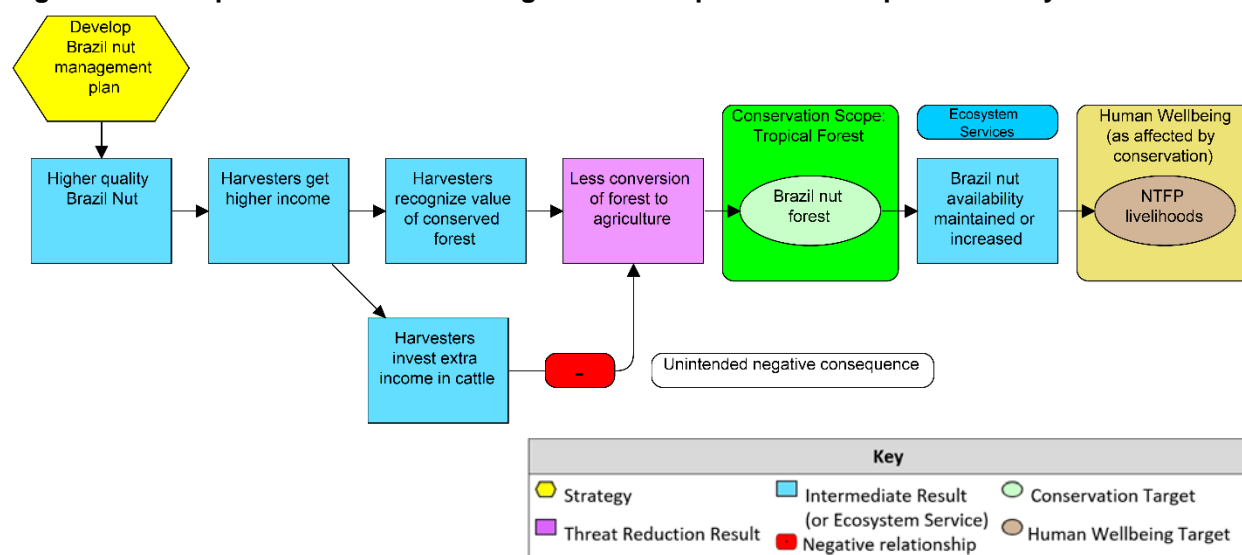 Develop
Brazil nut
management
plan
Higher quality
Brazil Nut
Harvesters get
higher income
Harvesters
recognize value
of conserved
forest
Less conversion
of forest to
agriculture
Conservation Scope:
Tropical Forest
Brazil nut
forest
Ecosystem
Services
Brazil nut
availability
maintained or
increased
Human Wellbeing
(as affected by
conservation)
NTFP
livelihoods
Harvesters
invest extra
income in cattle
-
Unintended negative consequence
Key
Strategy
Threat Reduction Result
Intermediate Result
(or Ecosystem Service)
Negative relationship
Conservation Target
Human Wellbeing Target